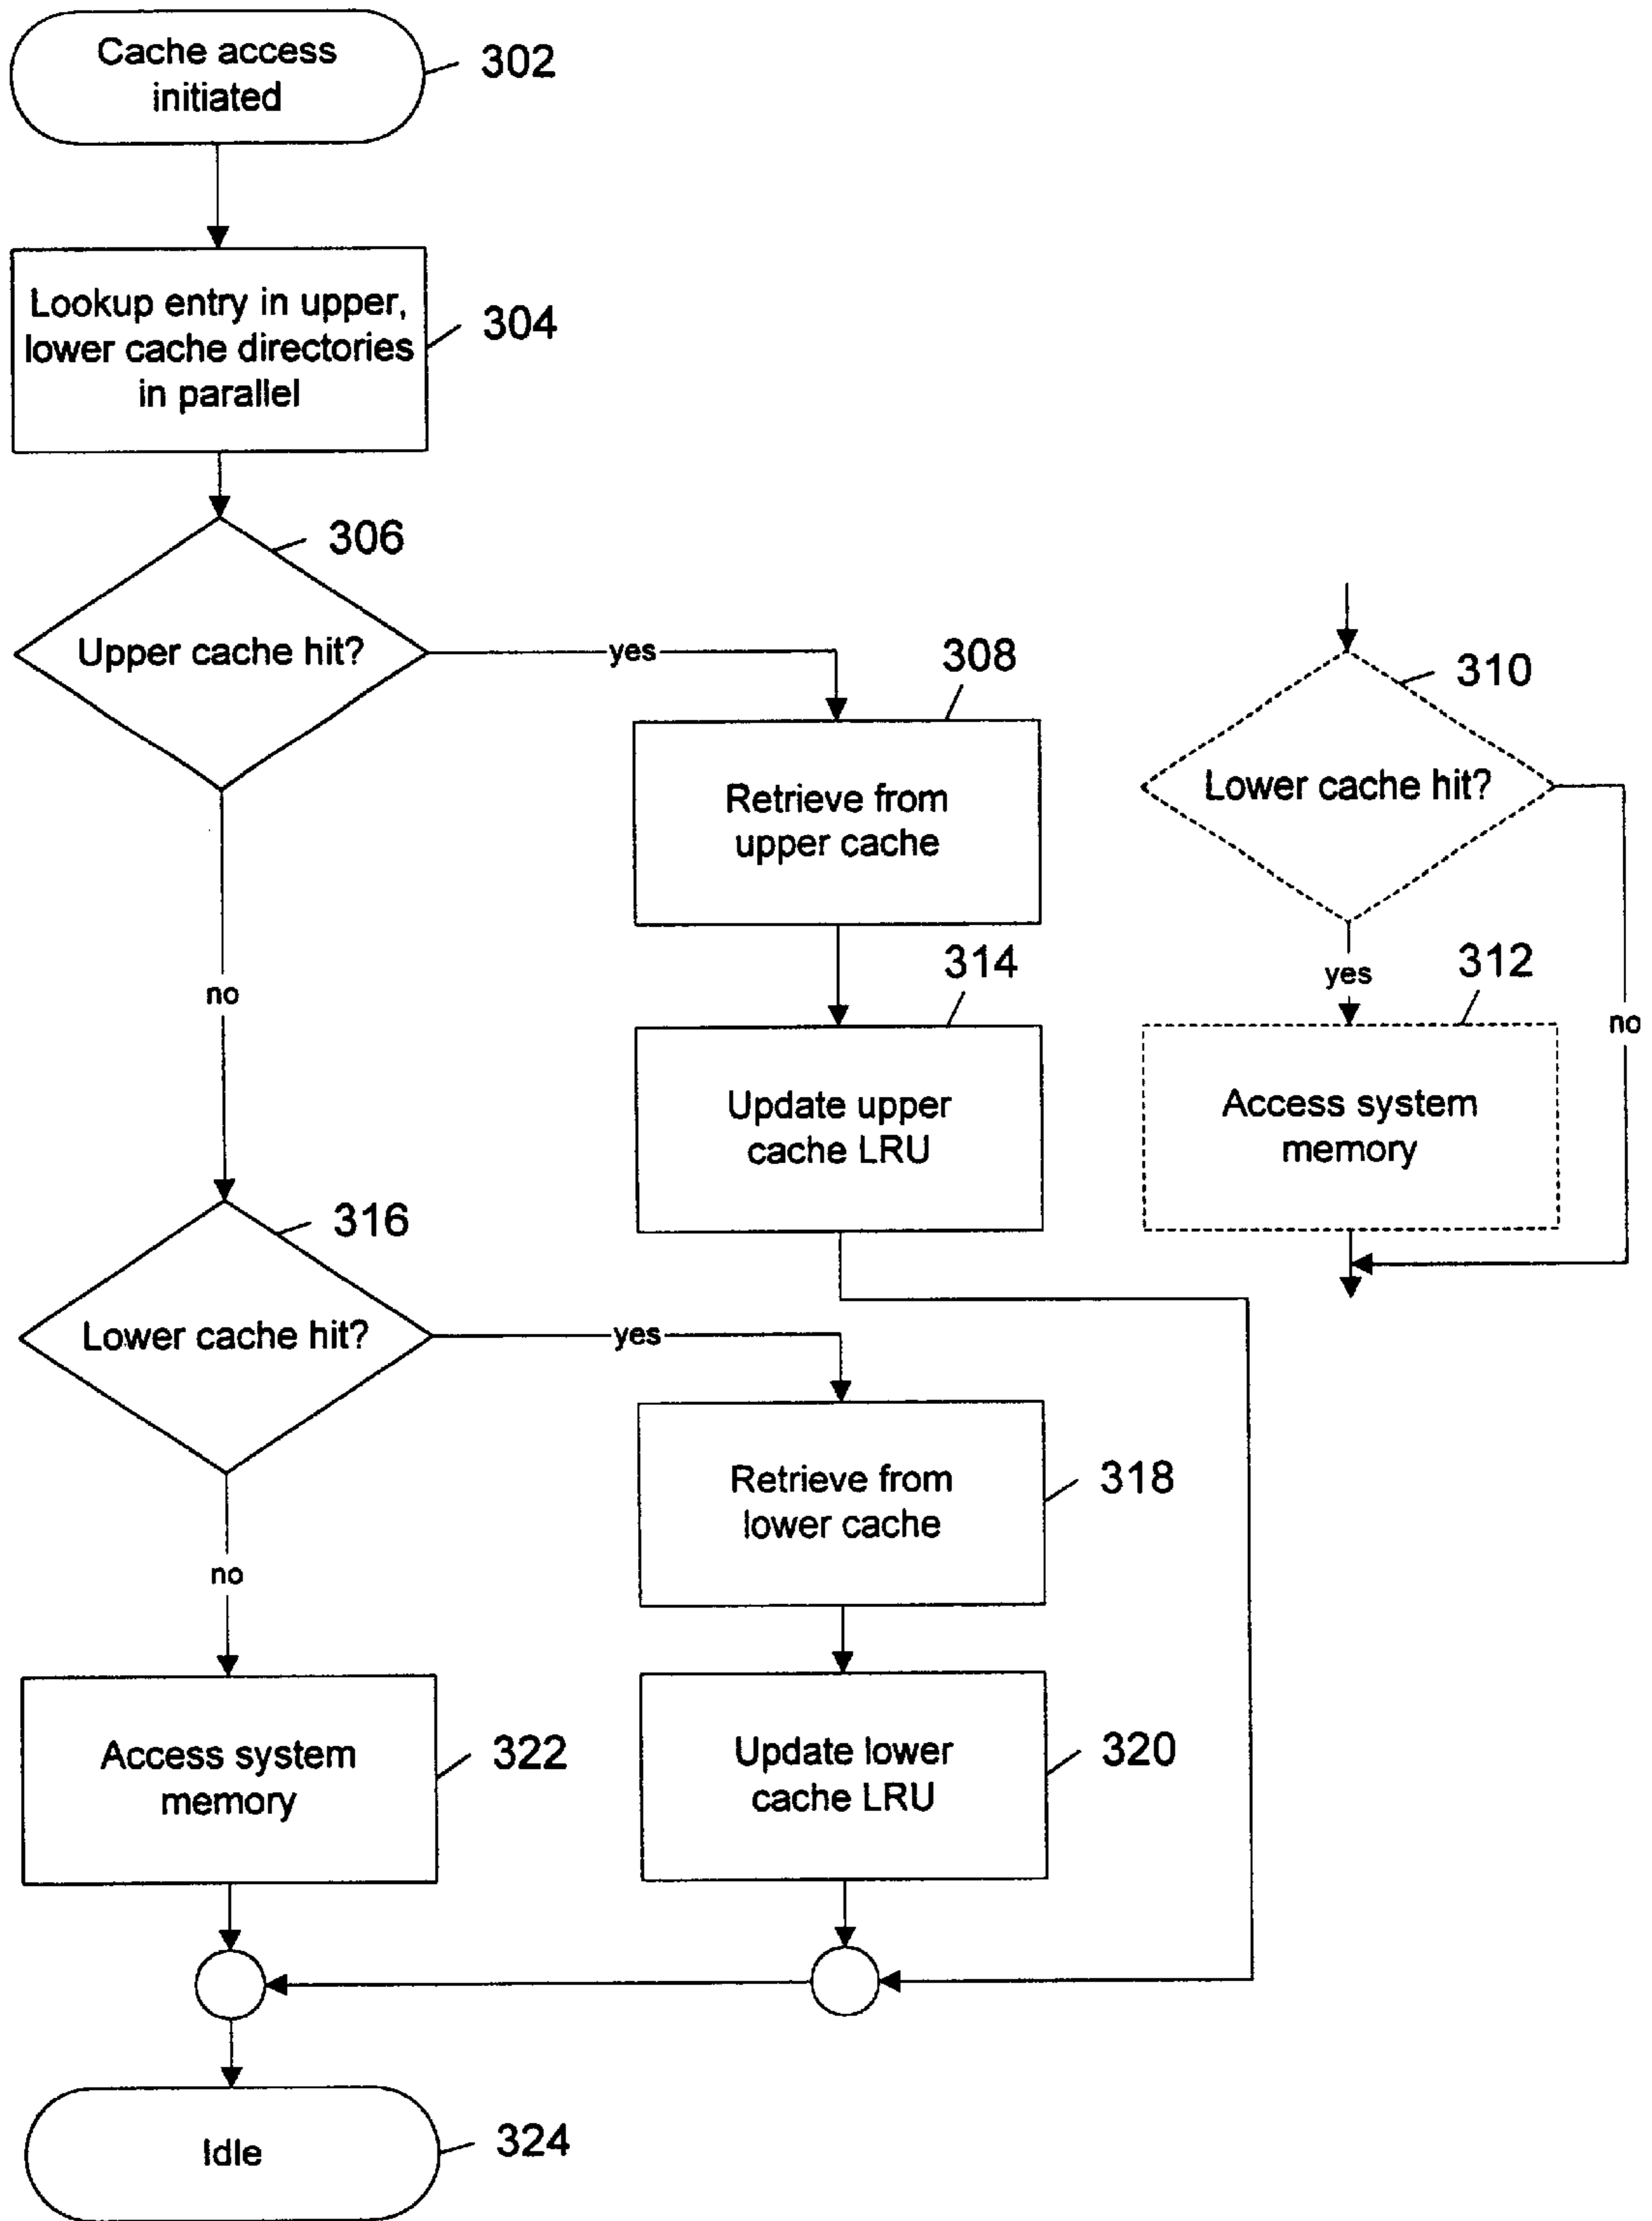 Cache access
initiated
302
Lookup entry in upper,
lower cache directories
in parallel
304
306
Upper cache hit?
yes
no
308
Retrieve from
upper cache
310
Lower cache hit?
yes
no
312
Access system
memory
314
Update upper
cache LRU
316
Lower cache hit?
yes
no
Retrieve from
lower cache
318
Update lower
cache LRU
320
Access system
memory
322
Idle
324